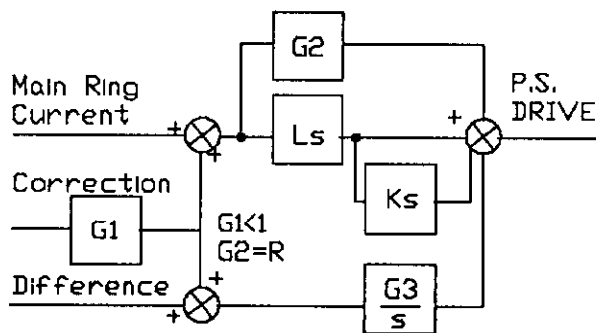 G2
Main Ring
Current
P.S.
DRIVE
+
+
+
Ls
Correction
G1
G1<1
G2=R
Ks
Difference
+
+
G3
s